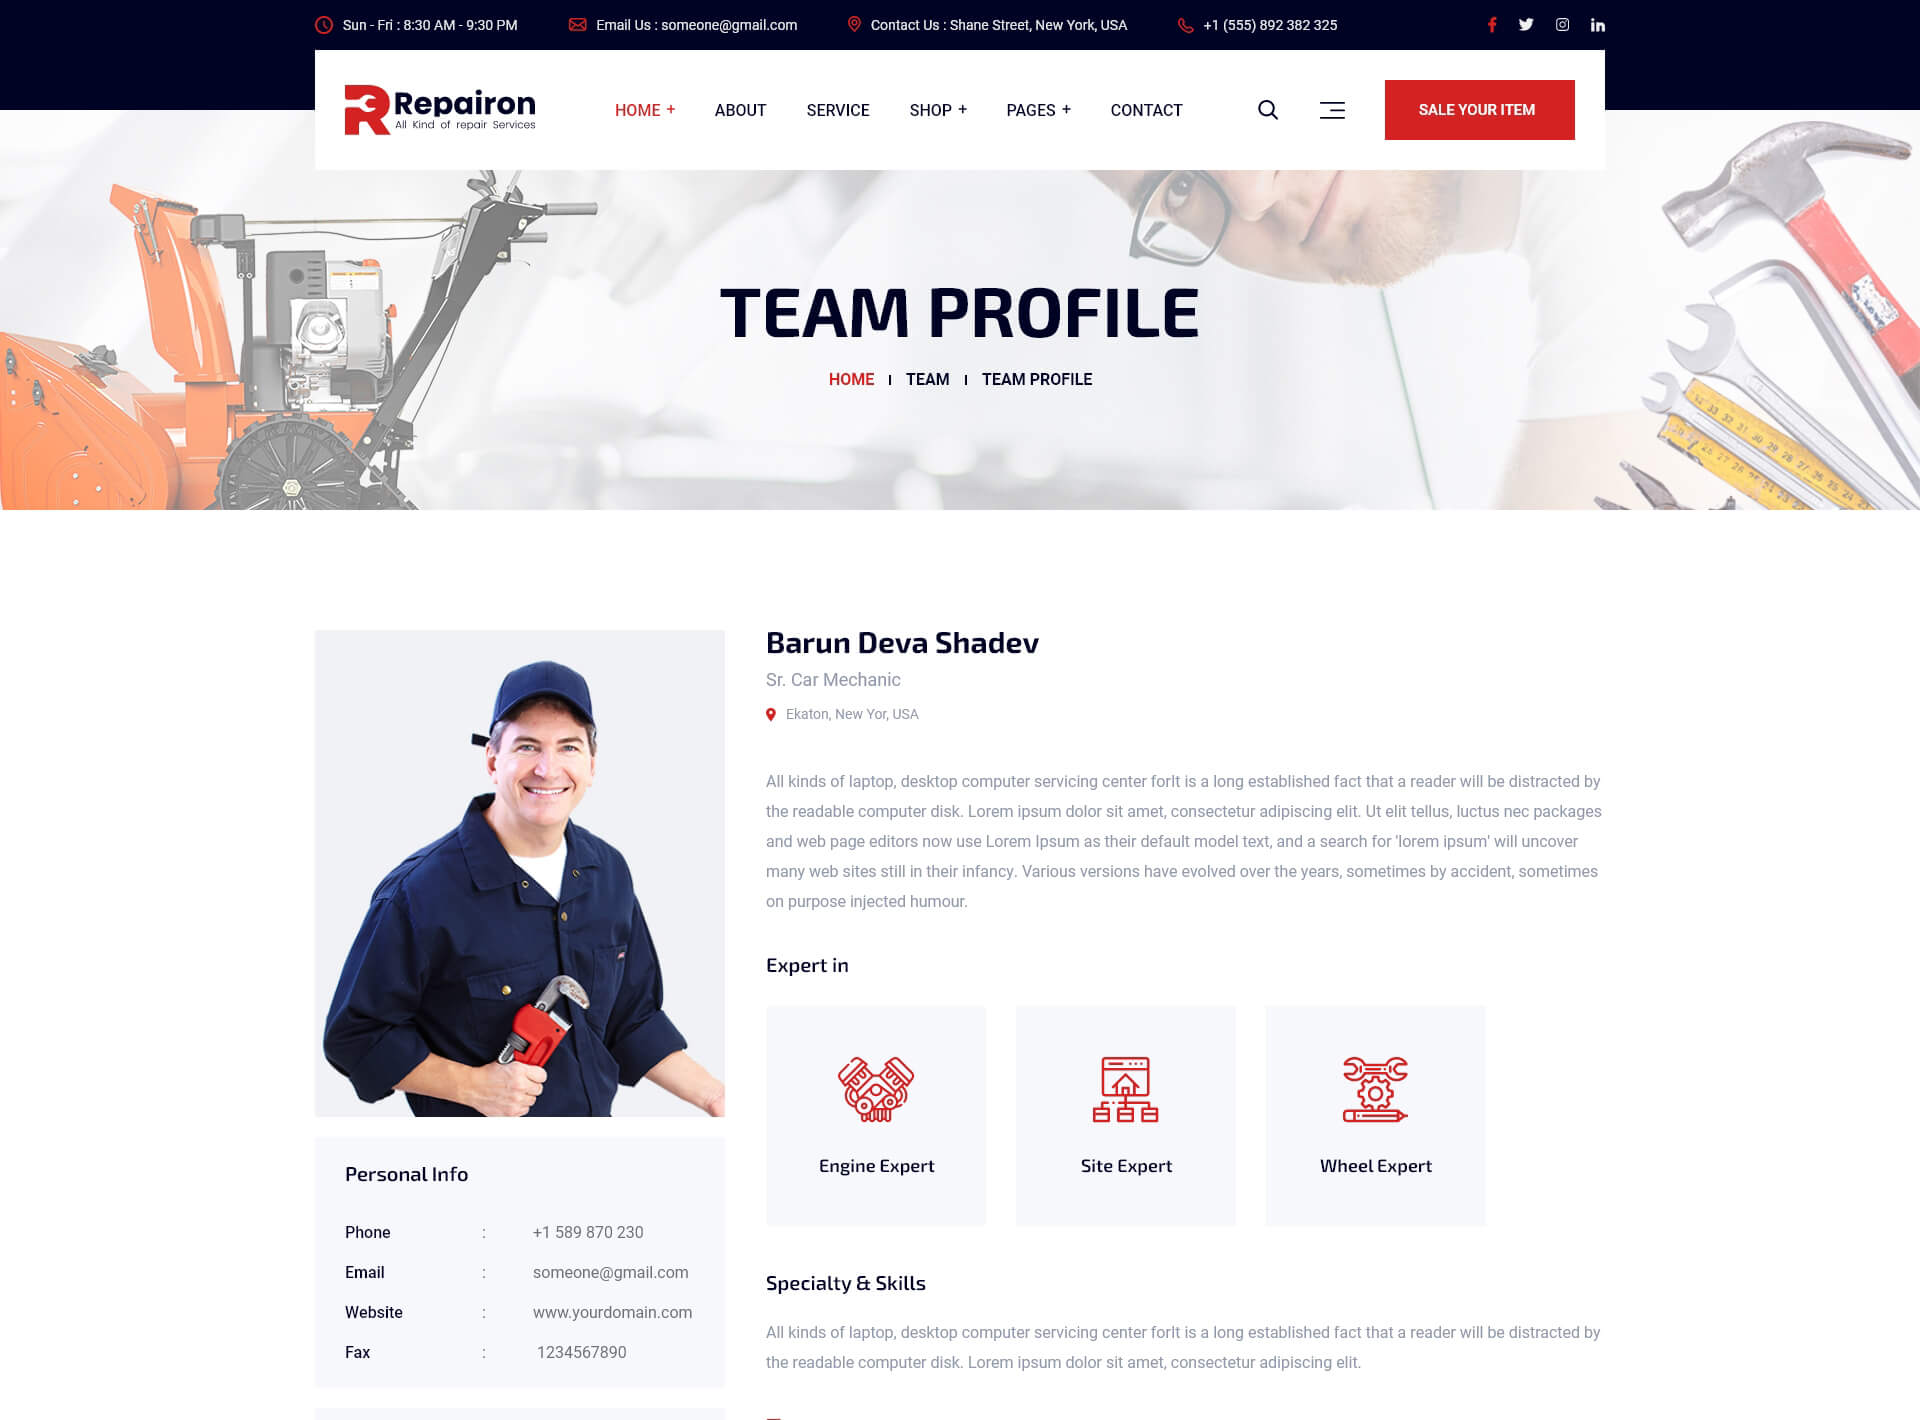 Sun - Fri : 8:30 AM - 9:30 PM
Email Us : someone@gmail.com
Contact Us : Shane Street, New York, USA
+1 (555) 892 382 325
Repairon
All Kind of repair Services
HOME +
ABOUT
SERVICE
SHOP +
PAGES +
CONTACT
SALE YOUR ITEM
TEAM PROFILE
HOME
TEAM
TEAM PROFILE
Barun Deva Shadev
Sr. Car Mechanic
Ekaton, New Yor, USA
All kinds of laptop, desktop computer servicing center forIt is a long established fact that a reader will be distracted by
the readable computer disk. Lorem ipsum dolor sit amet, consectetur adipiscing elit. Ut elit tellus, luctus nec packages
and web page editors now use Lorem Ipsum as their default model text, and a search for 'lorem ipsum' will uncover
many web sites still in their infancy. Various versions have evolved over the years, sometimes by accident, sometimes
on purpose injected humour.
Expert in
Engine Expert
Site Expert
Wheel Expert
Personal Info
Phone : +1 589 870 230
Email : someone@gmail.com
Website : www.yourdomain.com
Fax : 1234567890
Specialty & Skills
All kinds of laptop, desktop computer servicing center forIt is a long established fact that a reader will be distracted by
the readable computer disk. Lorem ipsum dolor sit amet, consectetur adipiscing elit.